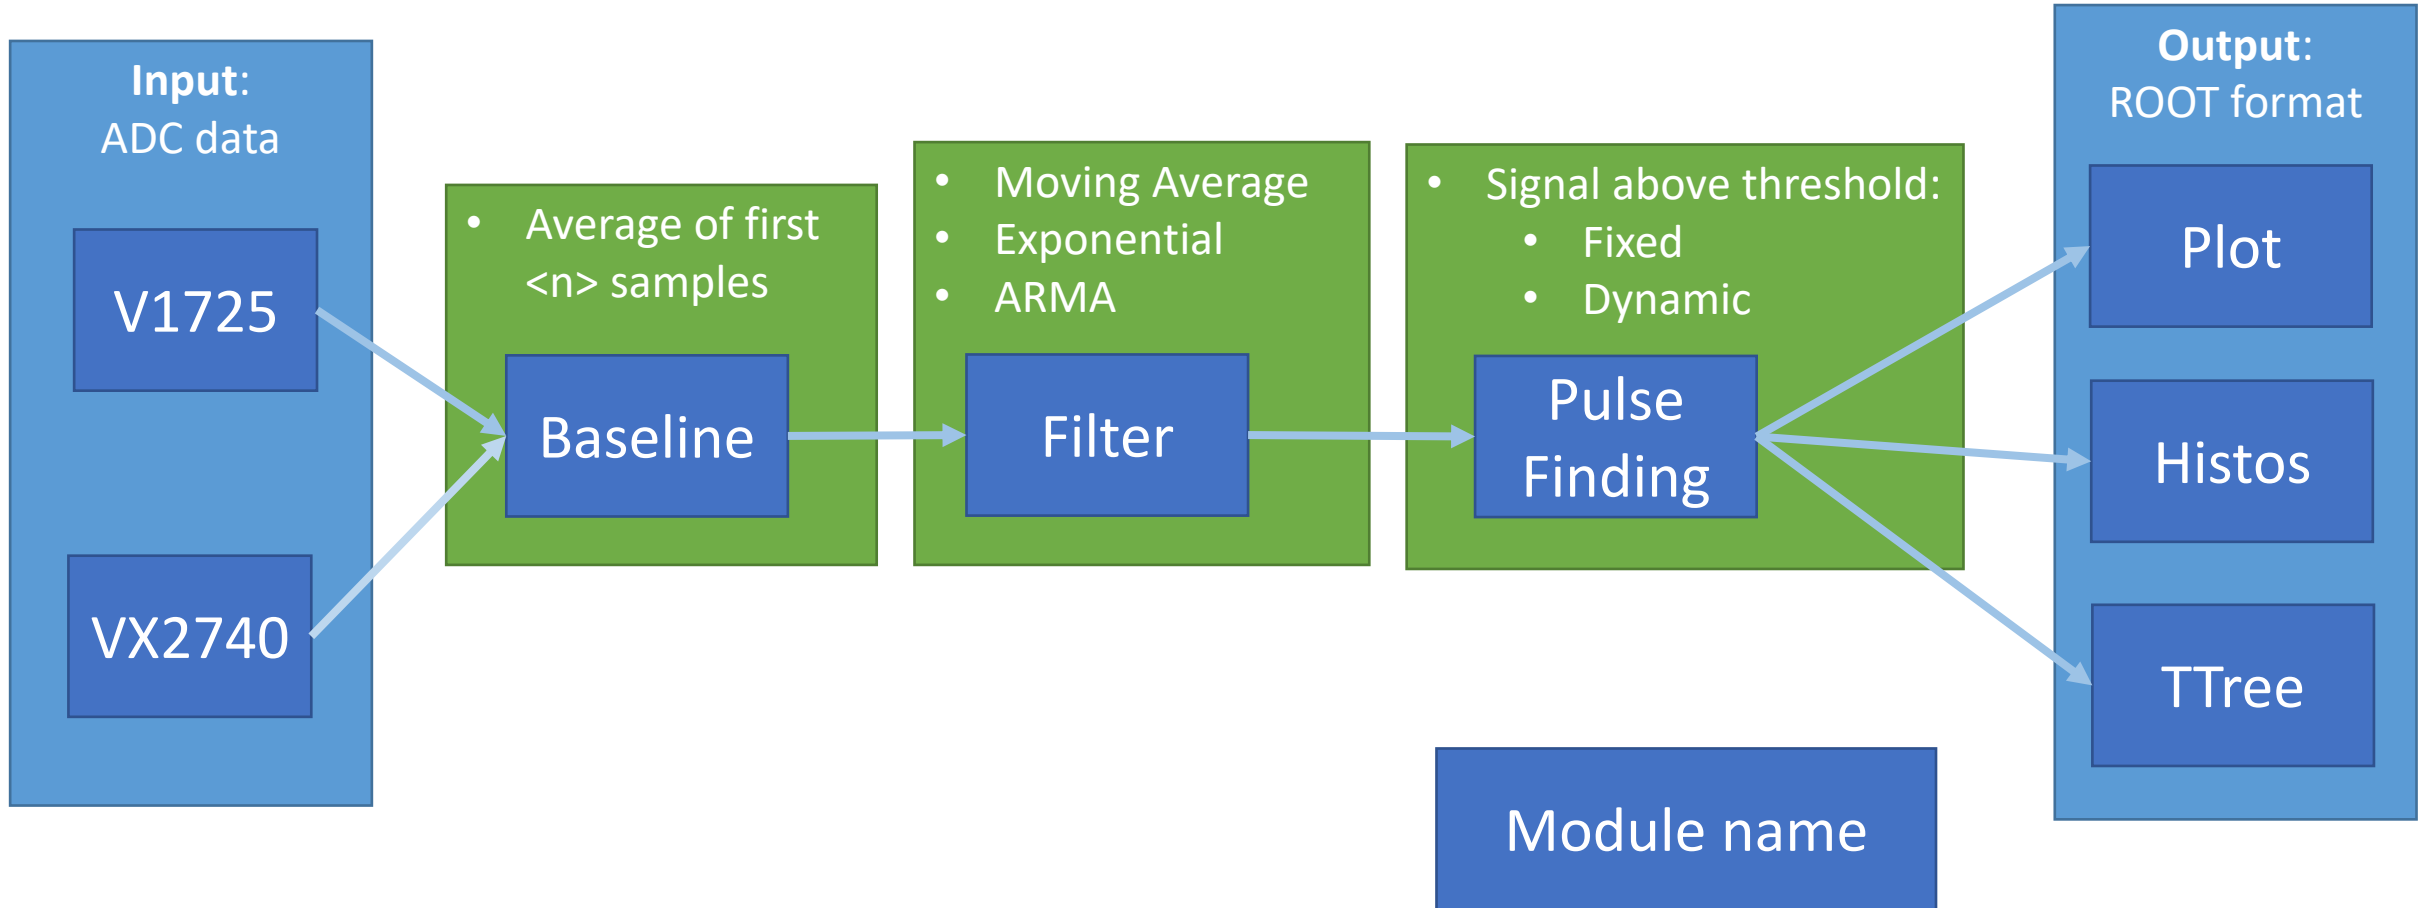 Input:
ADC data
V1725
VX2740
• Average of first
<n> samples
Baseline
• Moving Average
• Exponential
• ARMA
Filter
• Signal above threshold:
• Fixed
• Dynamic
Pulse
Finding
Output:
ROOT format
Plot
Histos
TTree
Module name